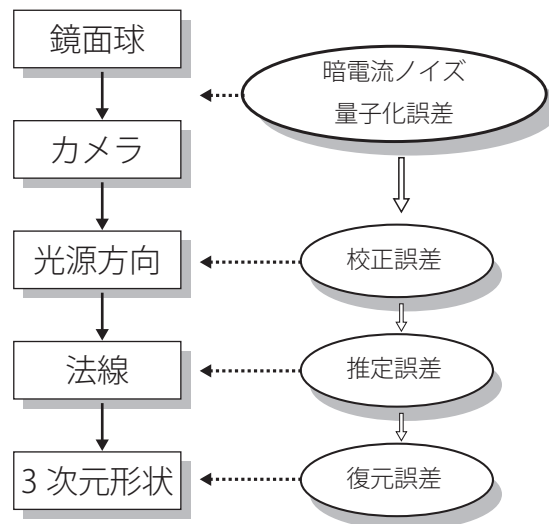 鏡面球
暗電流ノイズ
量子化誤差
カメラ
光源方向
校正誤差
法線
推定誤差
3次元形状
復元誤差